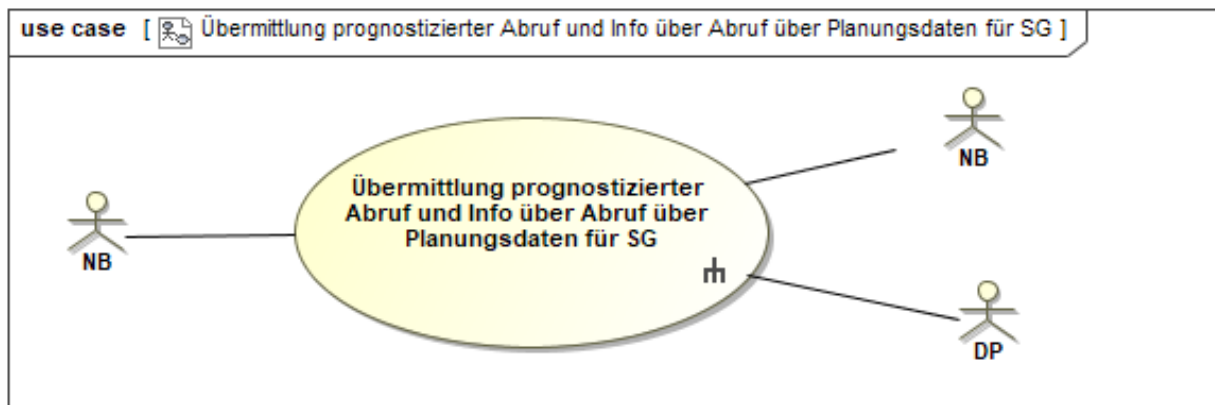 use case [ Übermittlung prognostizierter Abruf und Info über Abruf über Planungsdaten für SG ]
NB
Übermittlung prognostizierter
Abruf und Info über Abruf über
Planungsdaten für SG
NB
DP